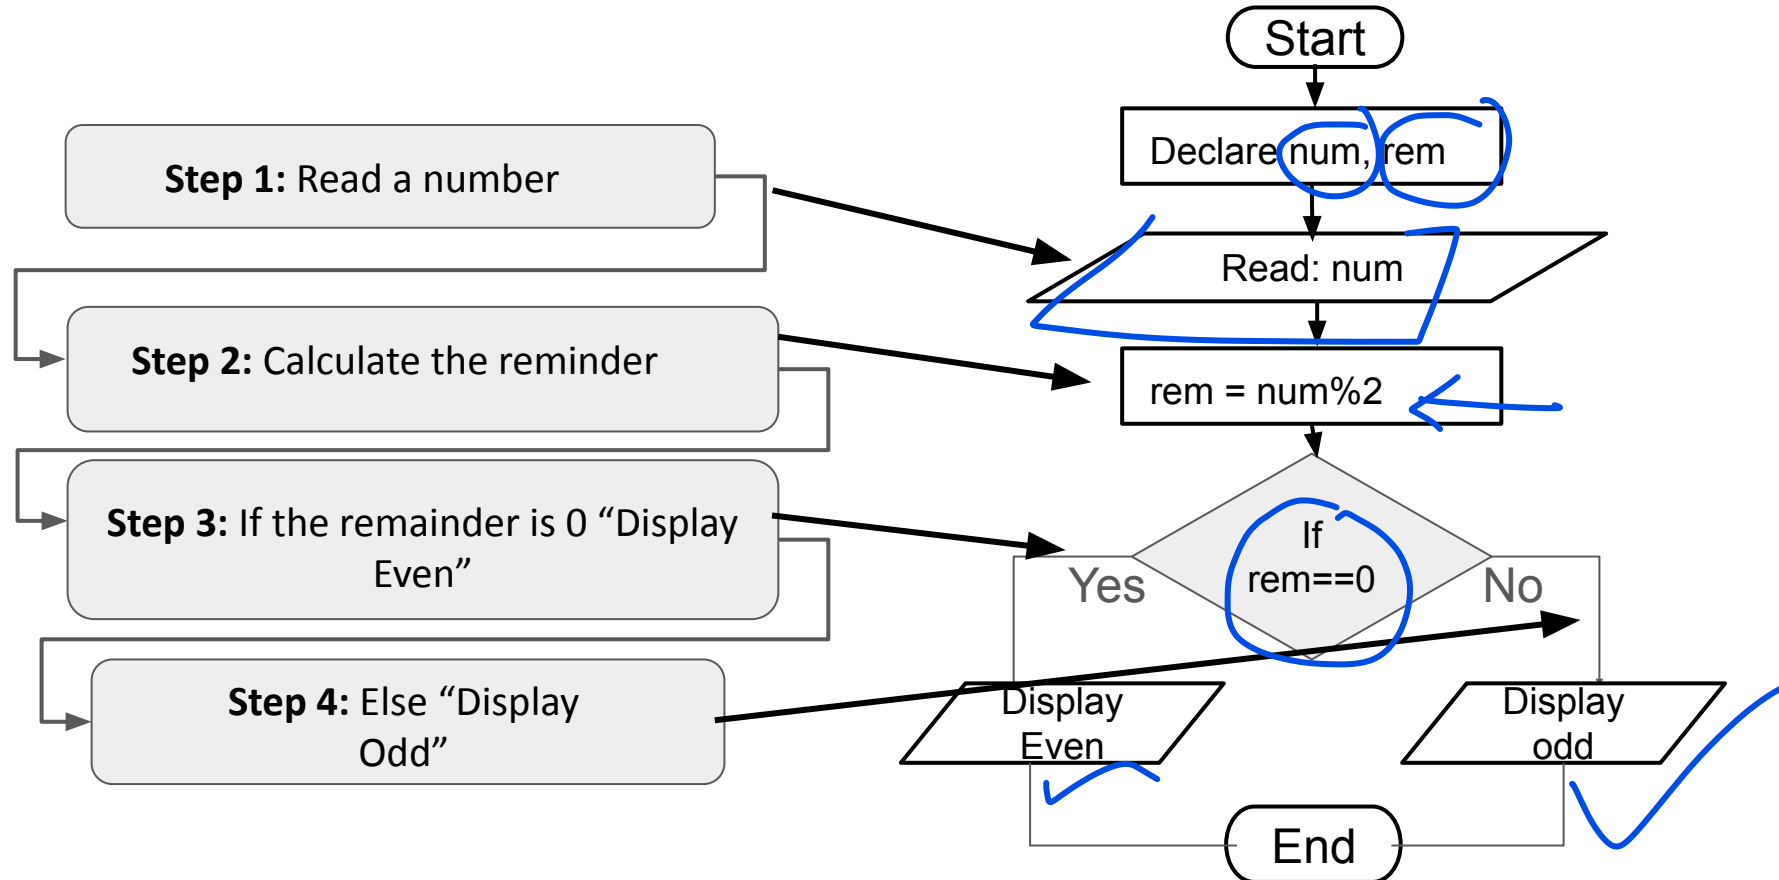 Start
Declare num, rem
Step 1: Read a number
Read: num
Step 2: Calculate the reminder
rem = num%2
Step 3: If the remainder is 0 “Display
Even”
If
rem==0
Yes
No
Step 4: Else “Display
Odd”
Display
Even
Display
odd
End